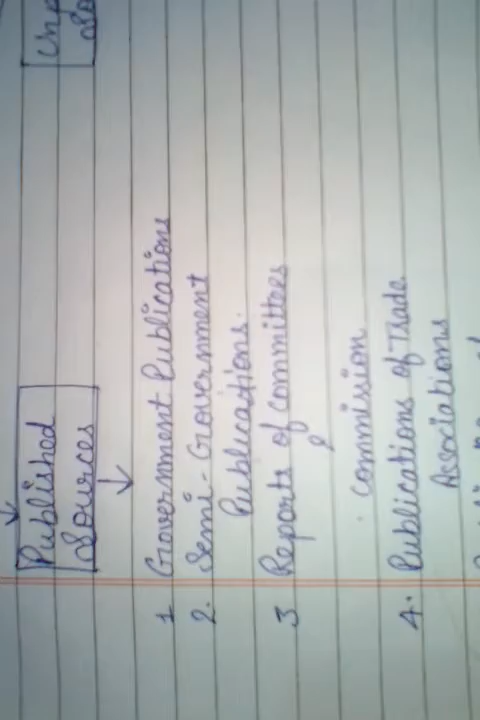 Published
Sources
1 Government Publications
2. Semi-Government
Publications.
3 Reports of committees
&
commission
4. Publications of Trade
Associations